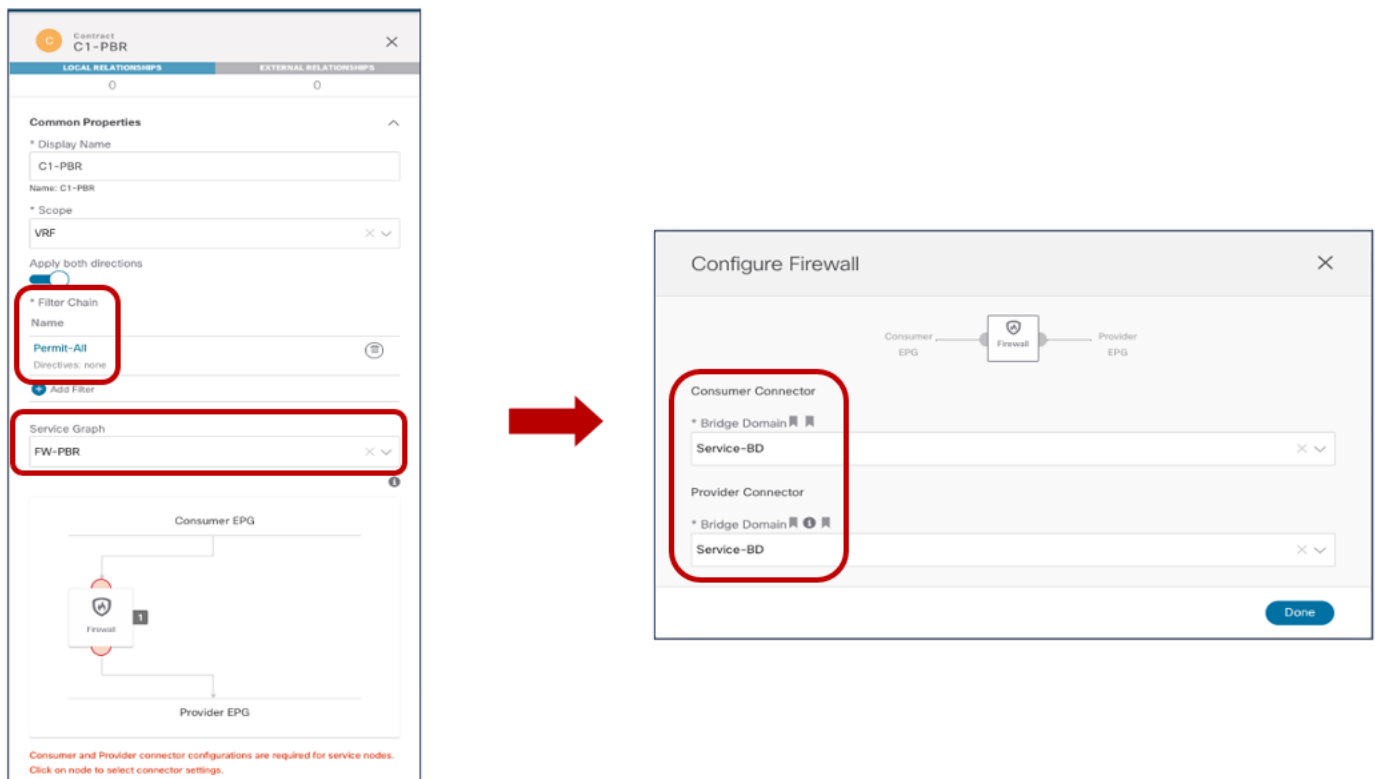 C
Contract
C1-PBR
LOCAL RELATIONSHIPS
EXTERNAL RELATIONSHIPS
0
0
Common Properties
* Display Name
C1-PBR
Name: C1-PBR
* Scope
VRF
Apply both directions
* Filter Chain
Name
Permit-All
Directives: none
Add Filter
Service Graph
FW-PBR
Consumer EPG
Firewall
1
Provider EPG
Consumer and Provider connector configurations are required for service nodes.
Click on node to select connector settings.
Configure Firewall
Consumer
EPG
Firewall
Provider
EPG
Consumer Connector
* Bridge Domain
Service-BD
Provider Connector
* Bridge Domain
Service-BD
Done